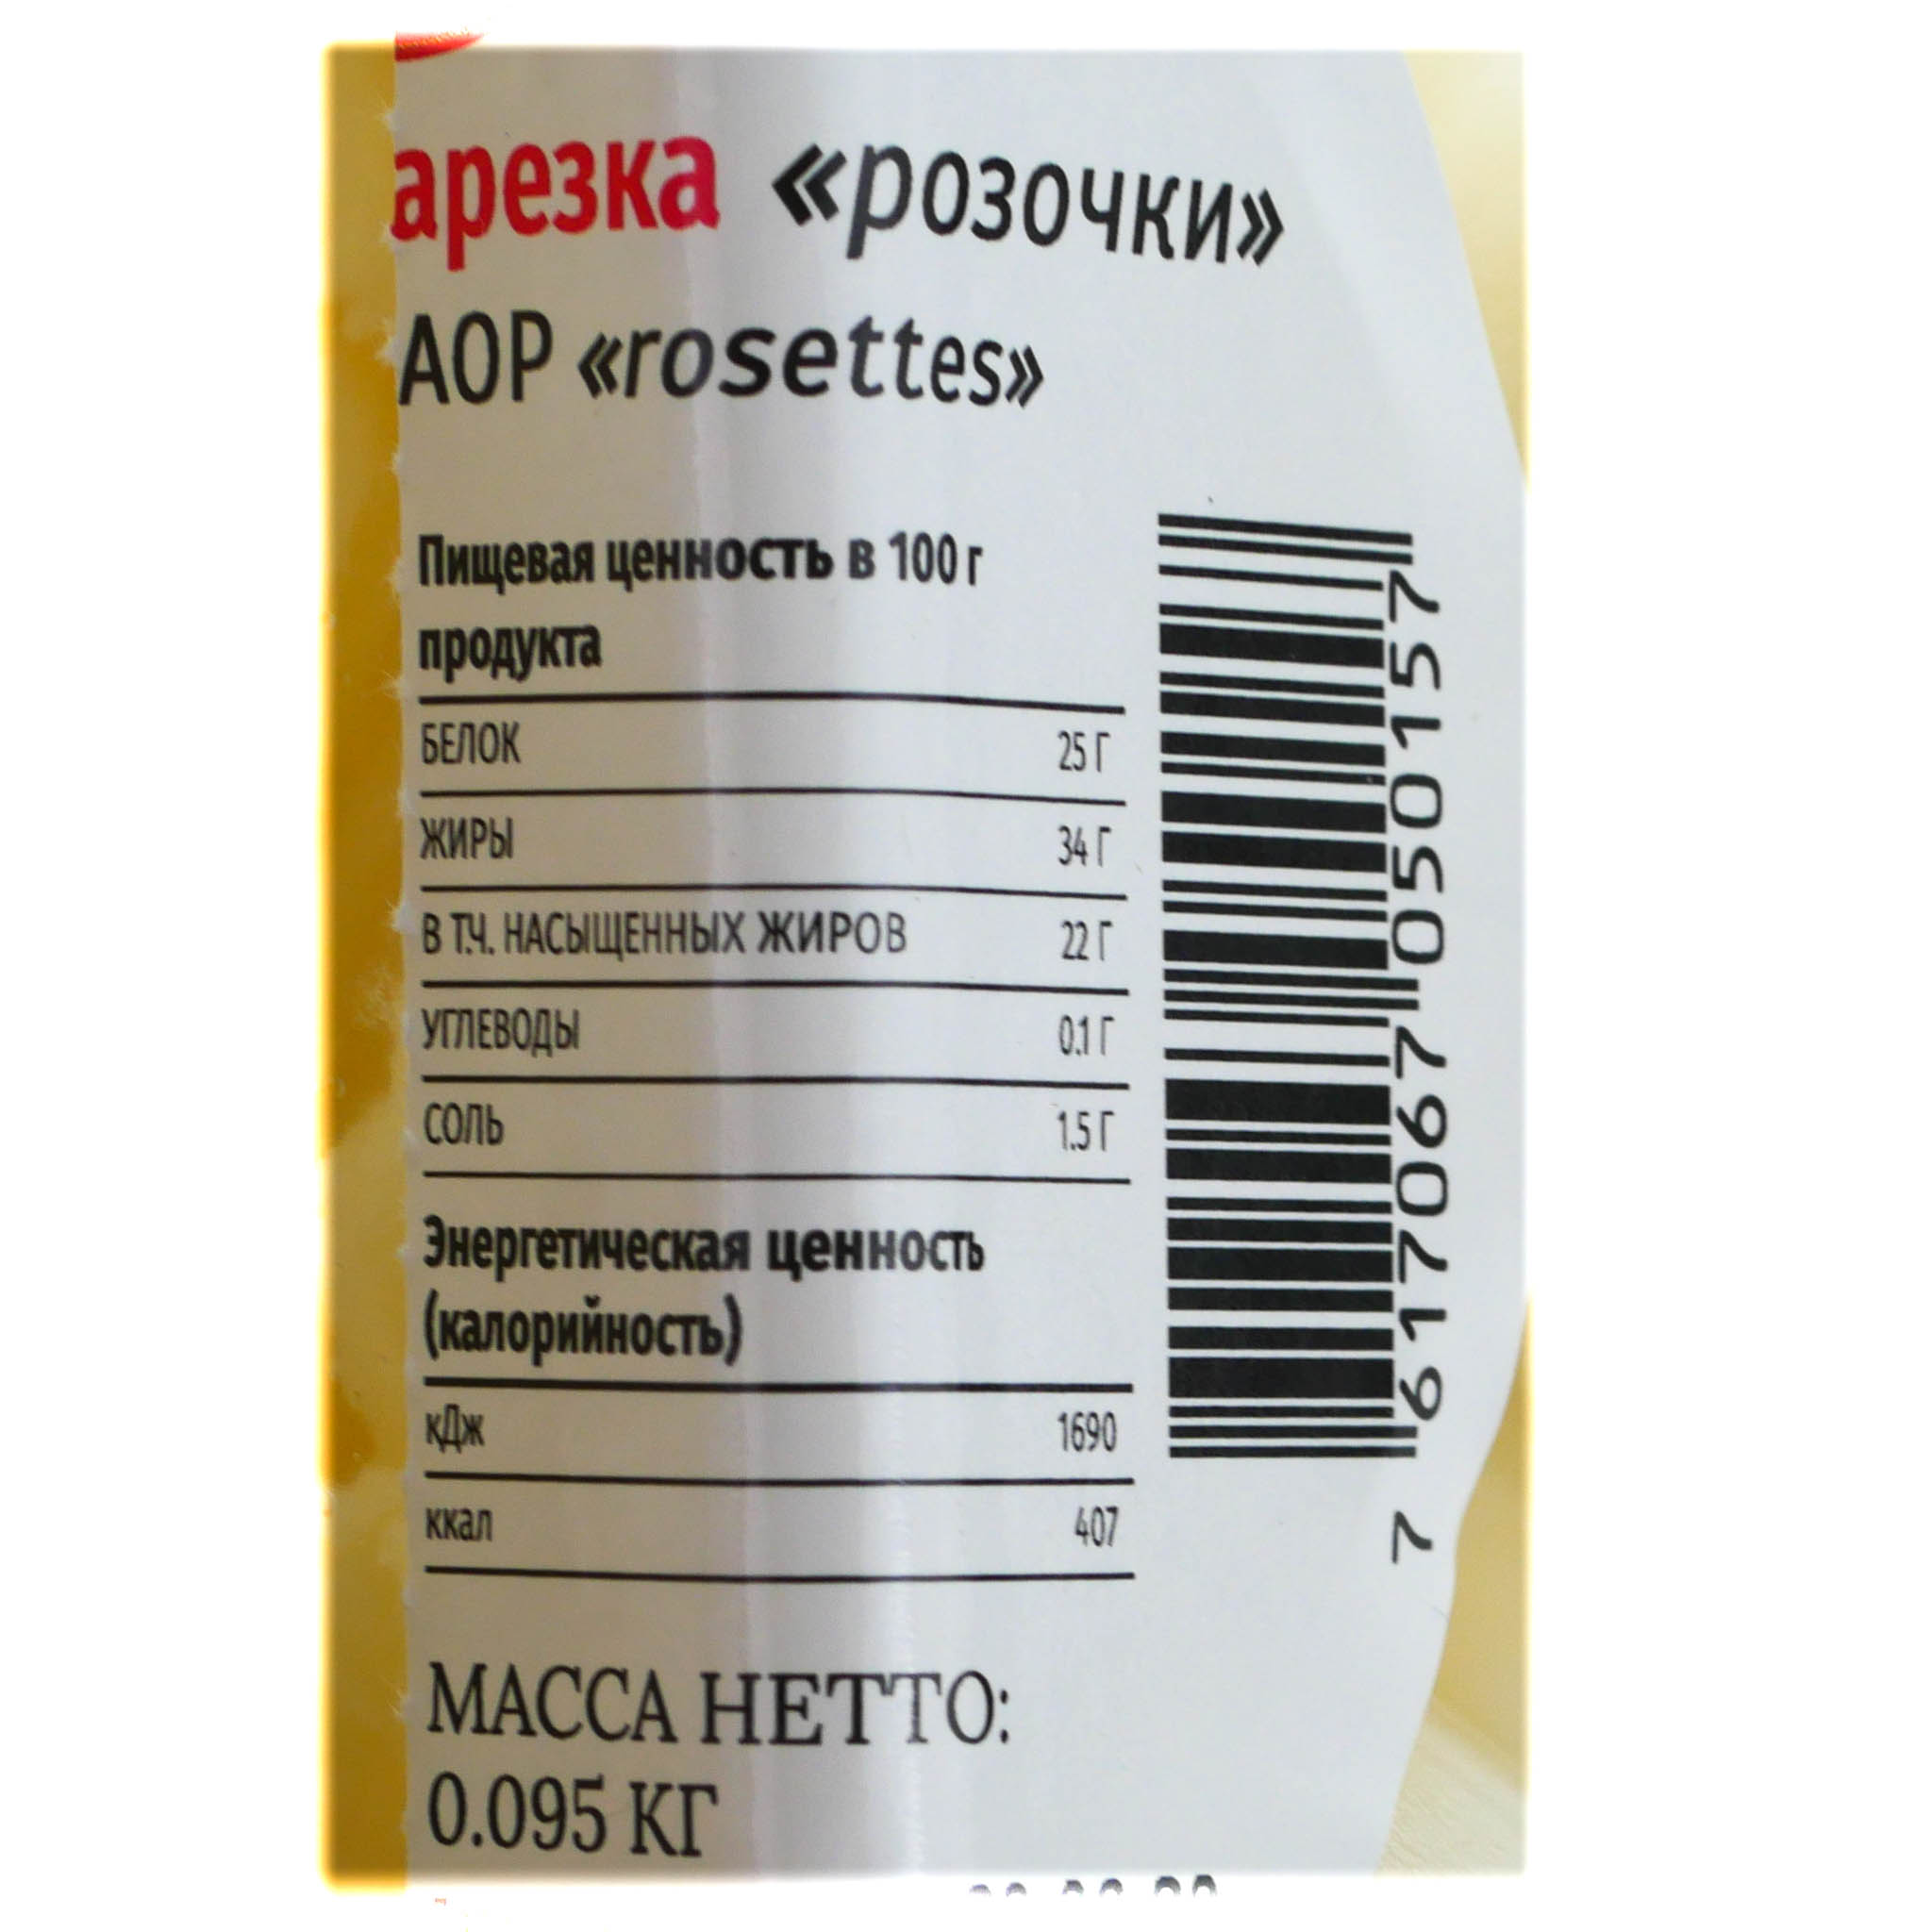 арезка «розочки»
AOP «rosettes»
Пищевая ценность в 100 г
продукта
БЕЛОК 25 Г
ЖИРЫ 34 Г
В Т.Ч. НАСЫЩЕННЫХ ЖИРОВ 22 Г
УГЛЕВОДЫ 0.1 Г
СОЛЬ 1.5 Г
Энергетическая ценность
(калорийность)
кДж 1690
ккал 407
МАССА НЕТТО:
0.095 КГ
7 617067 050157